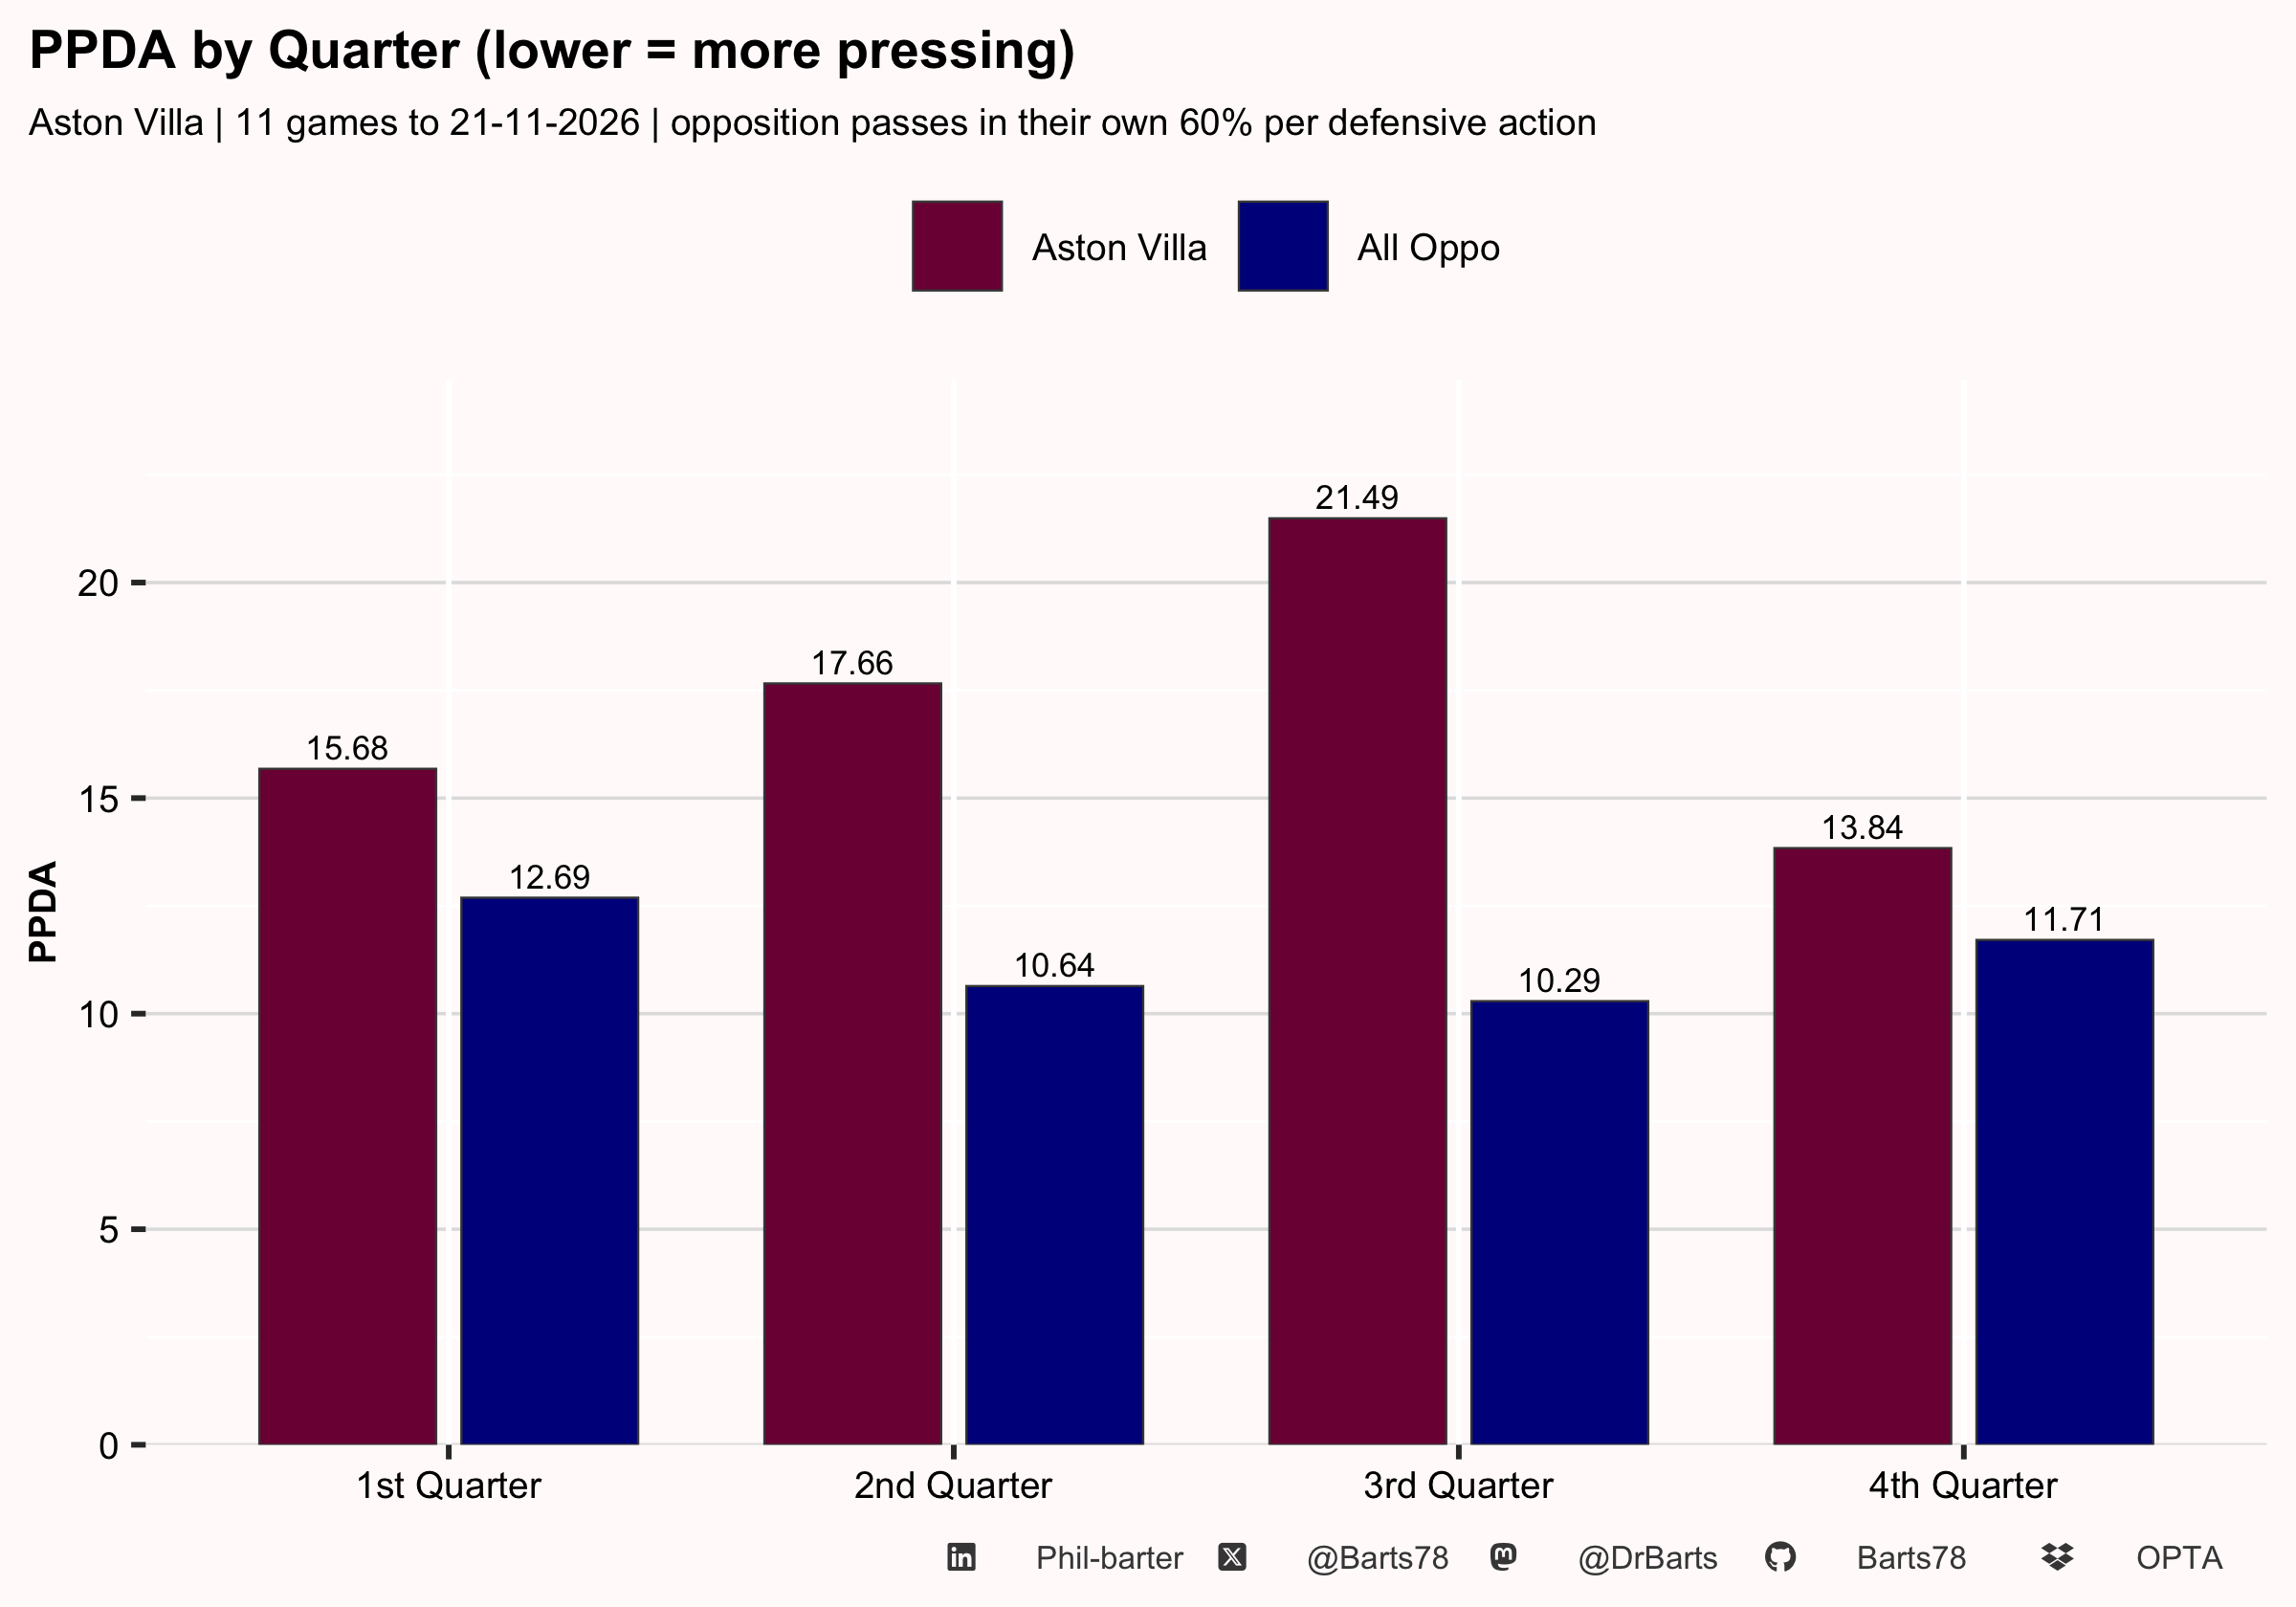 PPDA by Quarter (lower = more pressing)
Aston Villa | 11 games to 21-11-2026 | opposition passes in their own 60% per defensive action
Aston Villa All Oppo
21.49
20
17.66
15.68
15
13.84
12.69
11.71
10.64
10.29
10
PPDA
5
0
1st Quarter 2nd Quarter 3rd Quarter 4th Quarter
Phil-barter @Barts78 @DrBarts Barts78 OPTA